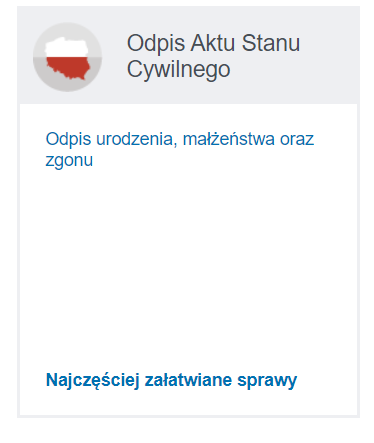 Odpis Aktu Stanu
Cywilnego
Odpis urodzenia, małżeństwa oraz
zgonu
Najczęściej załatwiane sprawy